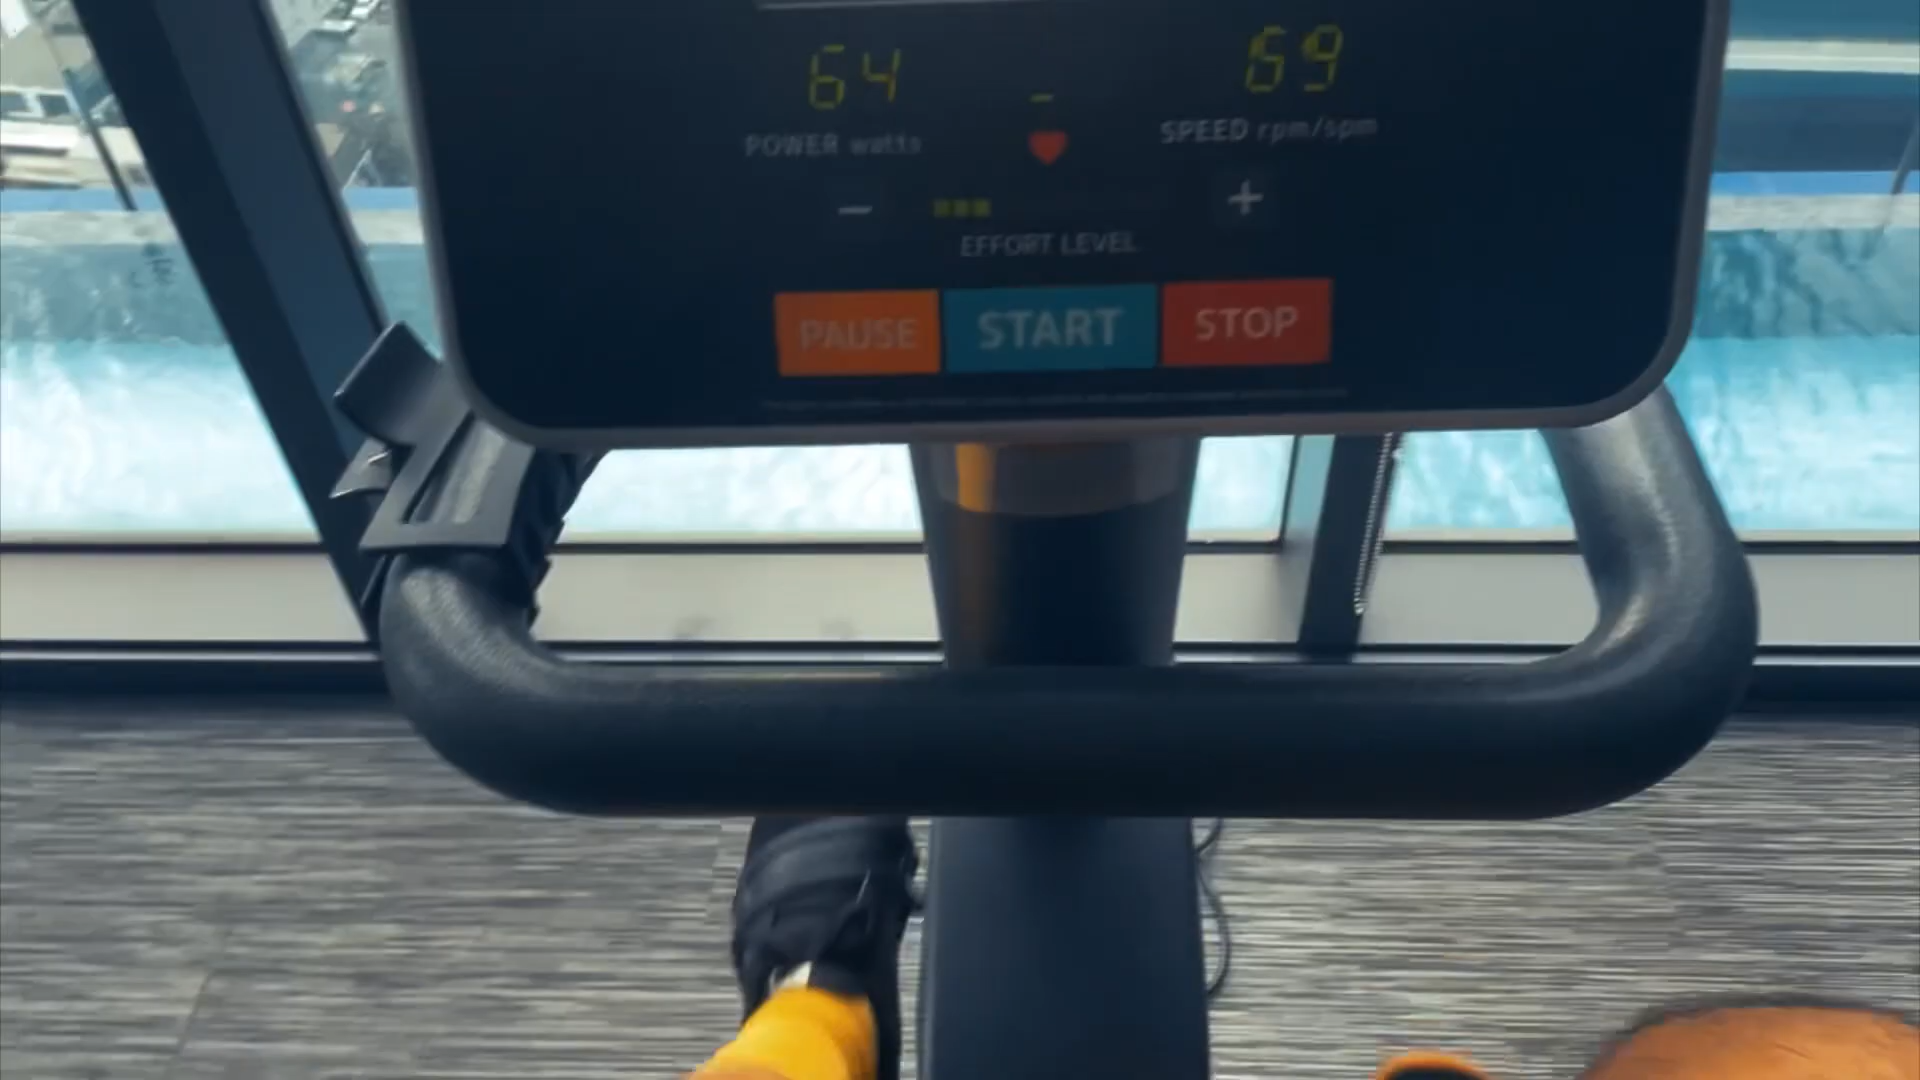 64
69
POWER watts
SPEED rpm/spm
- +
EFFORT LEVEL
PAUSE START STOP